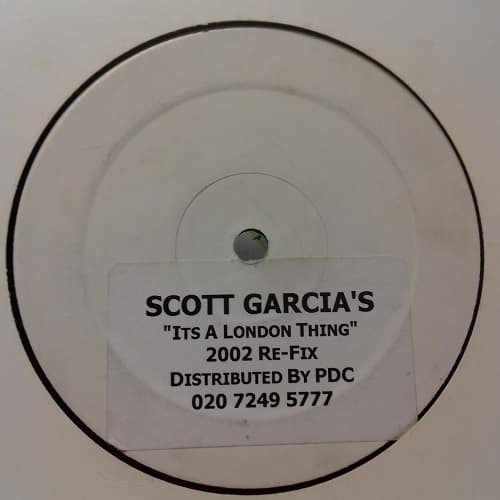 SCOTT GARCIA'S
"ITS A LONDON THING"
2002 RE-FIX
DISTRIBUTED BY PDC
020 7249 5777